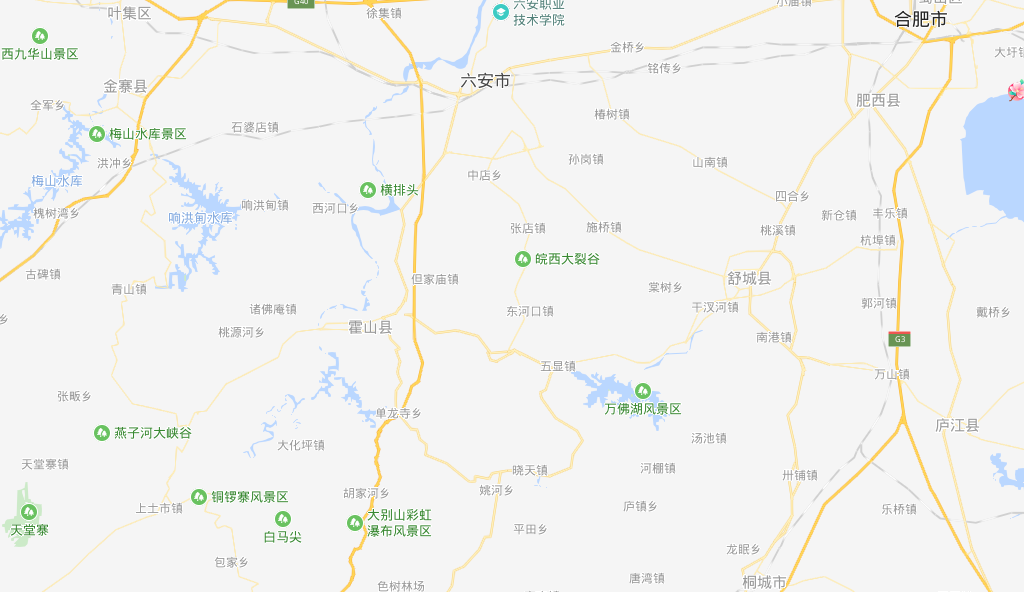 叶集区
G40
徐集镇
六安职业
技术学院
小庙镇
合肥市
西九华山景区
金桥乡
大圩镇
铭传乡
六安市
金寨县
全军乡
肥西县
椿树镇
石婆店镇
梅山水库景区
洪冲乡
孙岗镇
山南镇
梅山水库
中店乡
横排头
四合乡
槐树湾乡
响洪甸水库
响洪甸镇
西河口乡
新仓镇
丰乐镇
张店镇
施桥镇
桃溪镇
杭埠镇
皖西大裂谷
古碑镇
但家庙镇
舒城县
青山镇
棠树乡
诸佛庵镇
东河口镇
干汊河镇
郭河镇
戴桥乡
乡
桃源河乡
霍山县
南港镇
G3
五显镇
万山镇
张畈乡
万佛湖风景区
单龙寺乡
庐江县
燕子河大峡谷
大化坪镇
汤池镇
天堂寨镇
晓天镇
河棚镇
卅铺镇
铜锣寨风景区
胡家河乡
姚河乡
上土市镇
庐镇乡
乐桥镇
天堂寨
白马尖
大别山彩虹
瀑布风景区
平田乡
龙眠乡
包家乡
色树林场
唐湾镇
桐城市